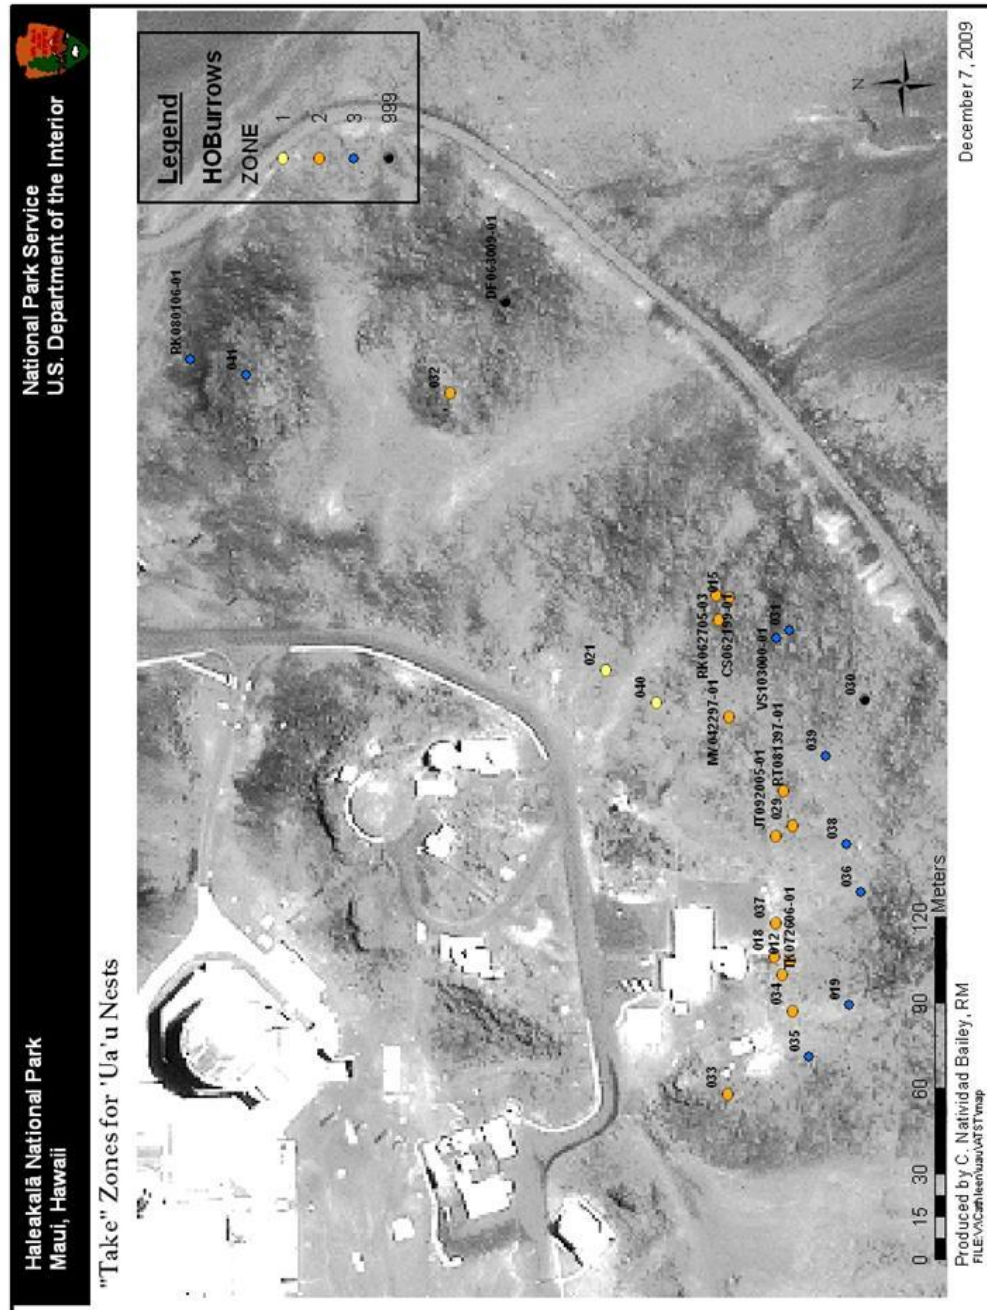 Haleakalā National Park
Maui, Hawaii
National Park Service
U.S. Department of the Interior
"Take" Zones for 'Ua'u Nests
Legend
HOBurrows
ZONE
1
2
3
999
N
RK080106-01
041
032
DF063009-01
021
040
RK062705-03
015
CS062199-01
MV042297-01
VS103000-01
031
030
039
JT092005-01
029
RT081397-01
038
036
037
018
012
TK072606-01
034
019
035
033
0 15 30 60 90 120
Meters
Produced by C. Natividad Bailey, RM
December 7, 2009